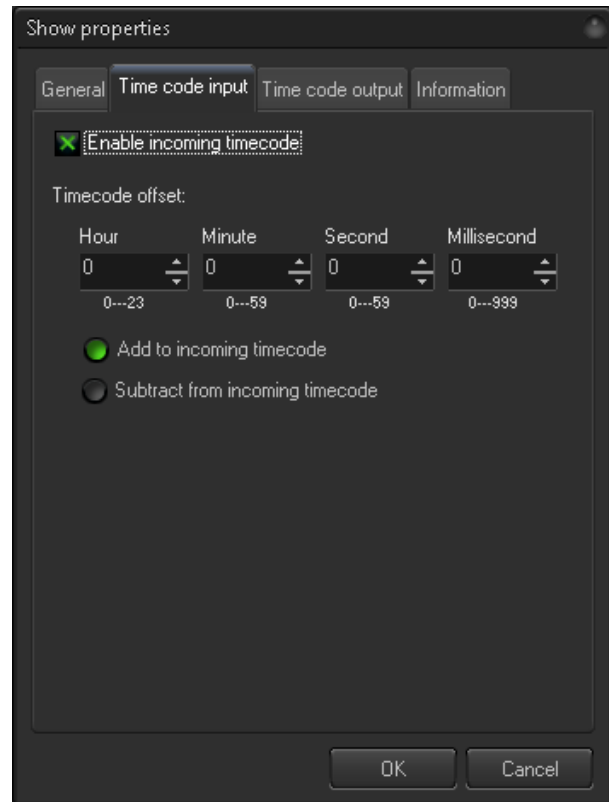 Show properties
General Time code input Time code output Information
Enable incoming timecode
Timecode offset:
Hour Minute Second Millisecond
0 0 0 0
0---23 0---59 0---59 0---999
Add to incoming timecode
Subtract from incoming timecode
OK Cancel